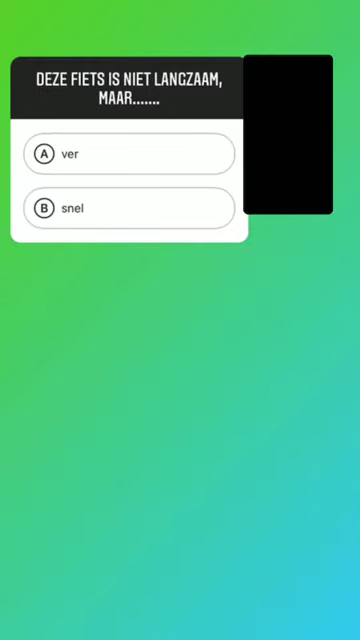 DEZE FIETS IS NIET LANGZAAM,
MAAR.......
A ver
B snel